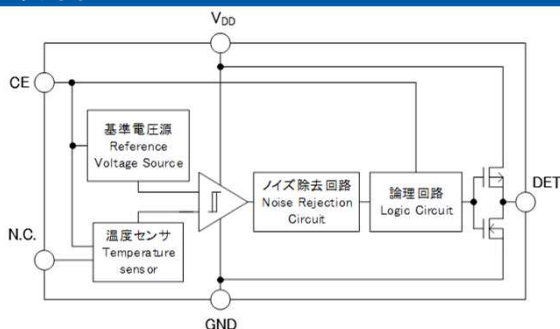 VDD
CE
基準電圧源
Reference
Voltage Source
ノイズ除去回路
Noise Rejection
Circuit
論理回路
Logic Circuit
DET
N.C.
温度センサ
Temperature
sensor
GND